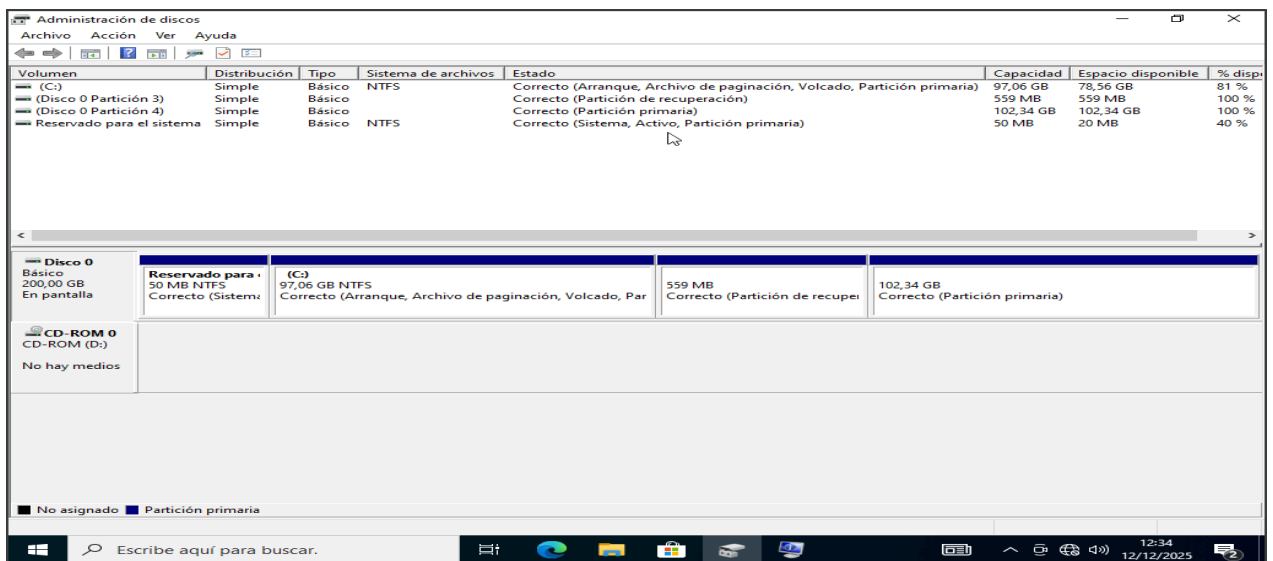 Administración de discos
Archivo Acción Ver Ayuda
Volumen Distribución Tipo Sistema de archivos Estado Capacidad Espacio disponible % dispo
(C:) Simple Básico NTFS Correcto (Arranque, Archivo de paginación, Volcado, Partición primaria) 97,06 GB 78,56 GB 81 %
(Disco 0 Partición 3) Simple Básico Correcto (Partición de recuperación) 559 MB 559 MB 100 %
(Disco 0 Partición 4) Simple Básico Correcto (Partición primaria) 102,34 GB 102,34 GB 100 %
Reservado para el sistema Simple Básico NTFS Correcto (Sistema, Activo, Partición primaria) 50 MB 20 MB 40 %
Disco 0
Básico
200,00 GB
En pantalla
Reservado para
50 MB NTFS
Correcto (Sistema
(C:)
97,06 GB NTFS
Correcto (Arranque, Archivo de paginación, Volcado, Par
559 MB
Correcto (Partición de recuper
102,34 GB
Correcto (Partición primaria)
CD-ROM 0
CD-ROM (D:)
No hay medios
No asignado Partición primaria
Escribe aquí para buscar.
12:34
12/12/2025
2